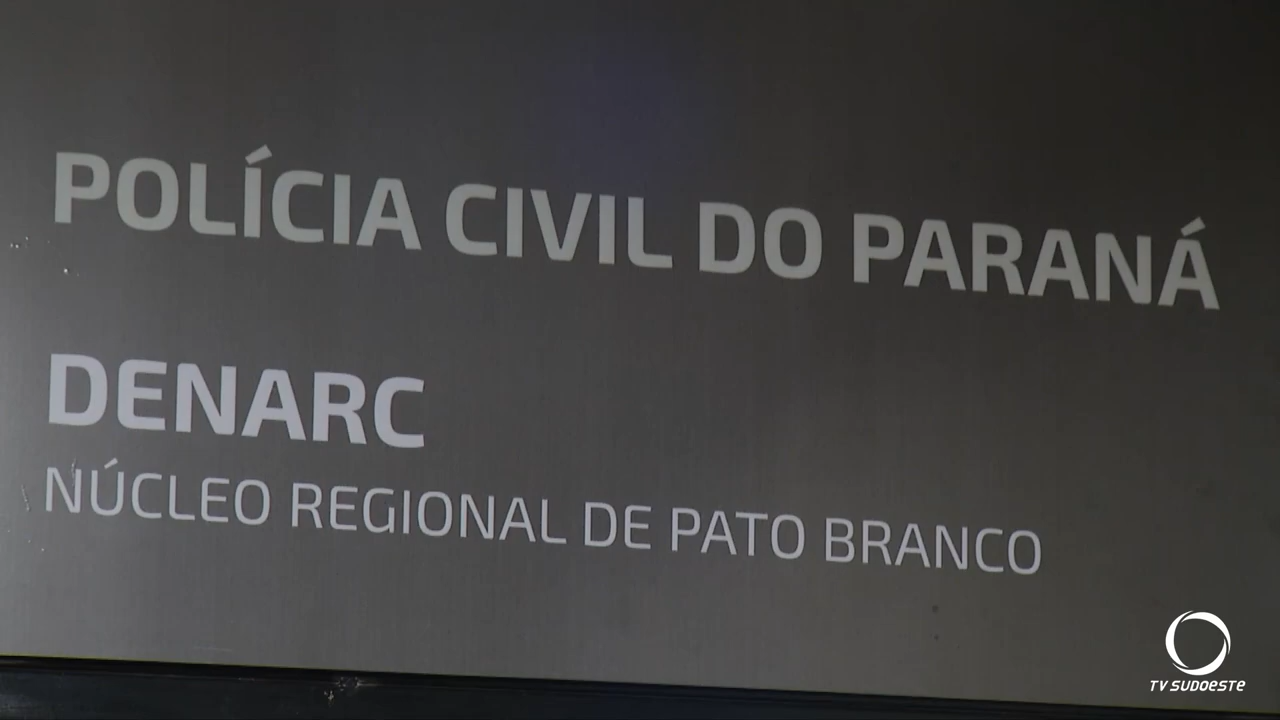 POLÍCIA CIVIL DO PARANÁ
DENARC
NÚCLEO REGIONAL DE PATO BRANCO
TV SUDOESTE